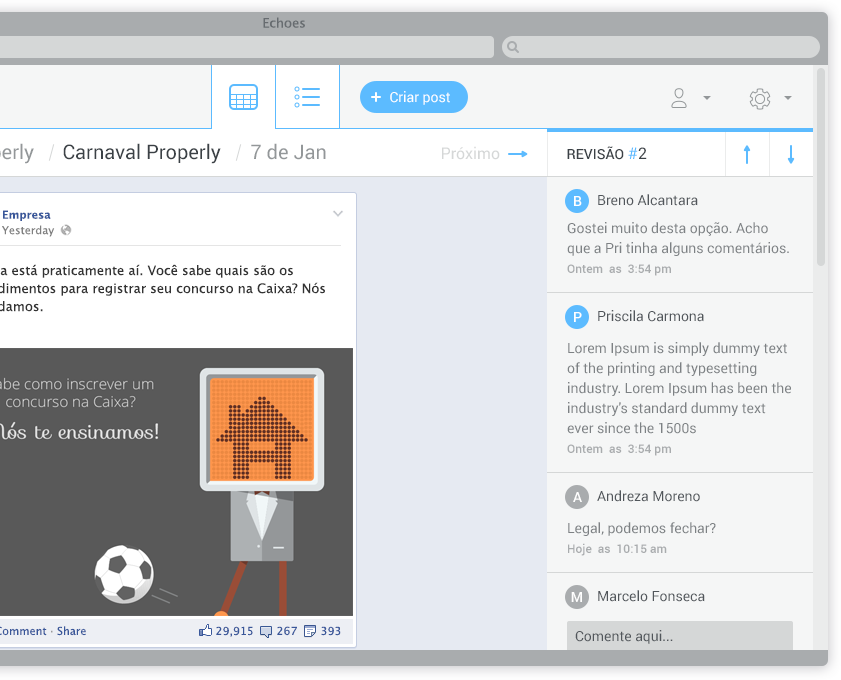 Echoes
+ Criar post
erly / Carnaval Properly / 7 de Jan
Próximo
REVISÃO #2
Empresa
Yesterday
a está praticamente aí. Você sabe quais são os
dimentos para registrar seu concurso na Caixa? Nós
damos.
abe como inscrever um
concurso na Caixa?
Nós te ensinamos!
Comment · Share
29,915
267
393
B
Breno Alcantara
Gostei muito desta opção. Acho
que a Pri tinha alguns comentários.
Ontem as 3:54 pm
P
Priscila Carmona
Lorem Ipsum is simply dummy text
of the printing and typesetting
industry. Lorem Ipsum has been the
industry's standard dummy text
ever since the 1500s
Ontem as 3:54 pm
A
Andreza Moreno
Legal, podemos fechar?
Hoje as 10:15 am
M
Marcelo Fonseca
Comente aqui...